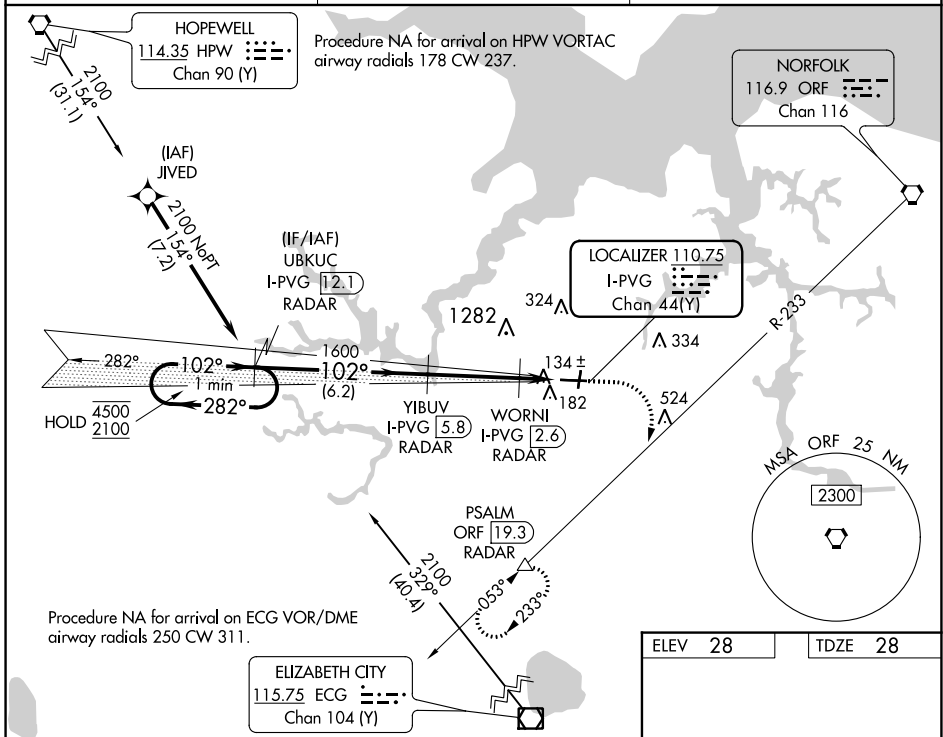 HOPEWELL
114.35 HPW
Chan 90 (Y)
Procedure NA for arrival on HPW VORTAC
airway radials 178 CW 237.
NORFOLK
116.9 ORF
Chan 116
2100
154°
(31.1)
(IAF)
JIVED
2100 NoPT
154°
(7.2)
(IF/IAF)
UBKUC
I-PVG 12.1
RADAR
LOCALIZER 110.75
I-PVG
Chan 44(Y)
R-233
1282
324
334
282°
102°
1 min
282°
HOLD 4500
2100
1600
102°
(6.2)
134 ±
182
524
YIBUV
I-PVG 5.8
RADAR
WORNI
I-PVG 2.6
RADAR
MSA ORF 25 NM
2300
PSALM
ORF 19.3
RADAR
2100
329°
(40.4)
053°
233°
Procedure NA for arrival on ECG VOR/DME
airway radials 250 CW 311.
ELIZABETH CITY
115.75 ECG
Chan 104 (Y)
ELEV 28
TDZE 28